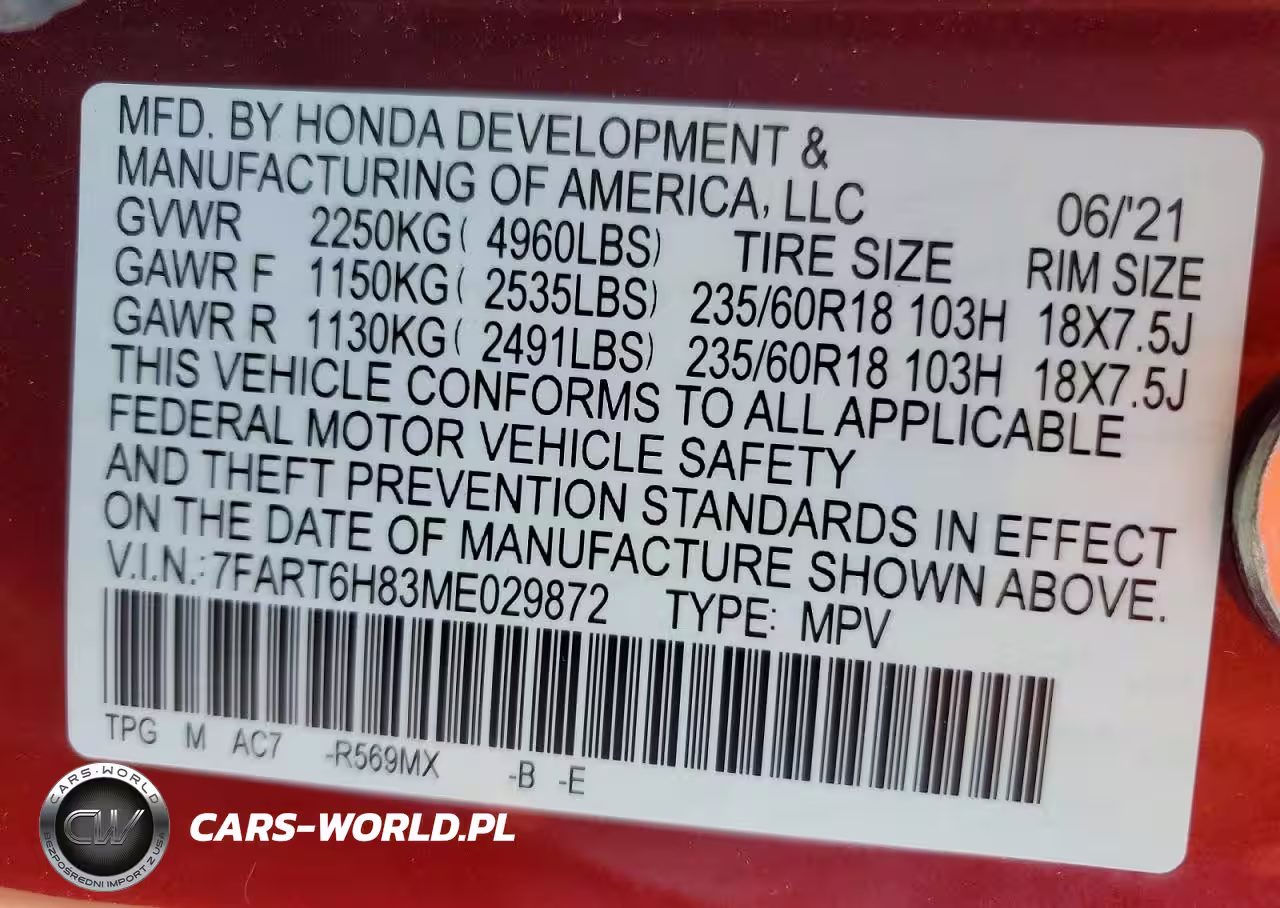 MFD. BY HONDA DEVELOPMENT &
MANUFACTURING OF AMERICA, LLC 06/'21
GVWR 2250KG( 4960LBS) TIRE SIZE RIM SIZE
GAWR F 1150KG( 2535LBS) 235/60R18 103H 18X7.5J
GAWR R 1130KG( 2491LBS) 235/60R18 103H 18X7.5J
THIS VEHICLE CONFORMS TO ALL APPLICABLE
FEDERAL MOTOR VEHICLE SAFETY
AND THEFT PREVENTION STANDARDS IN EFFECT
ON THE DATE OF MANUFACTURE SHOWN ABOVE.
V.I.N.: 7FART6H83ME029872 TYPE: MPV
TPG M AC7 -R569MX -B -E
CARS-WORLD
CW
BEZPOŚREDNI IMPORT Z USA
CARS-WORLD.PL